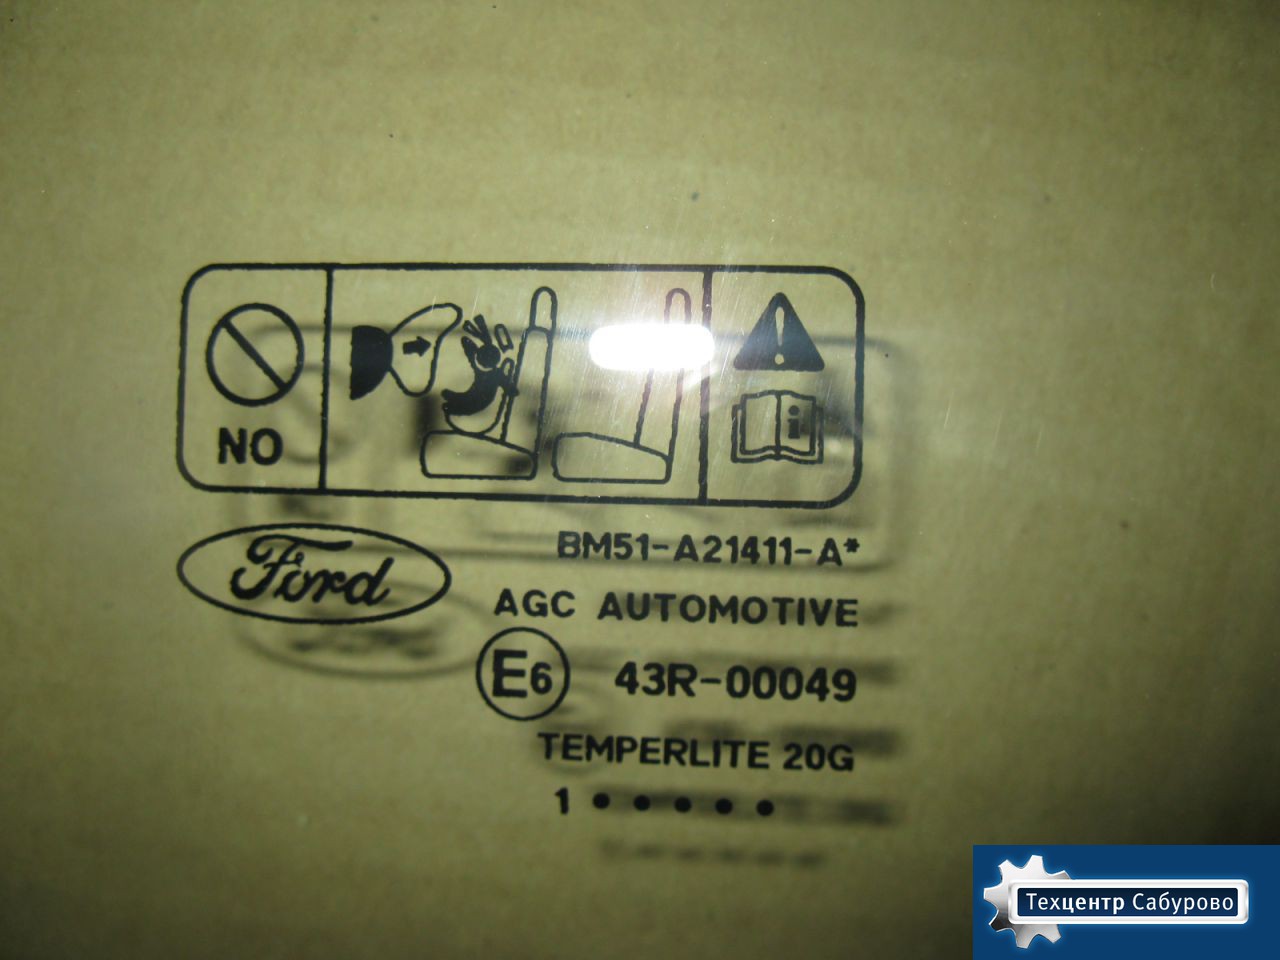 NO
i
Ford
BM51-A21411-A*
AGC AUTOMOTIVE
E6 43R-00049
TEMPERLITE 20G
1 • • • • •
Техцентр Сабурово